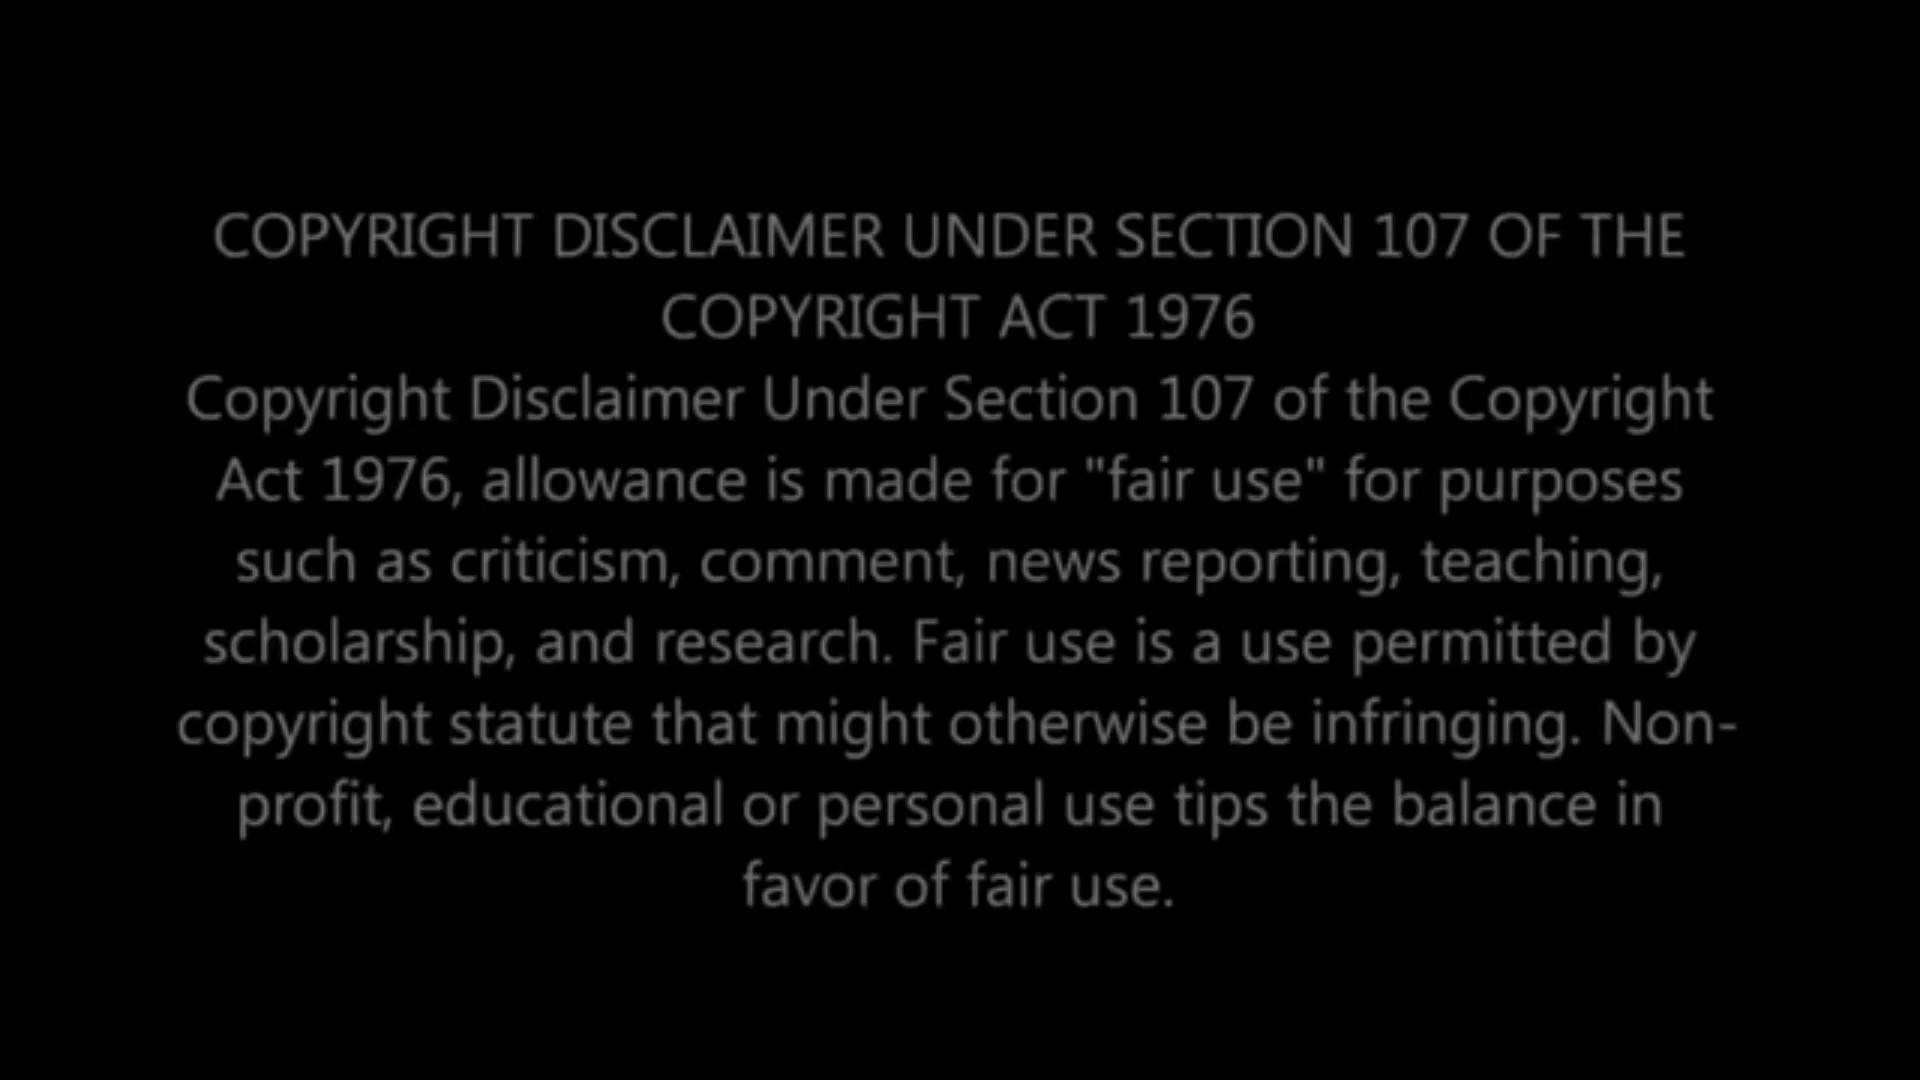 COPYRIGHT DISCLAIMER UNDER SECTION 107 OF THE
COPYRIGHT ACT 1976
Copyright Disclaimer Under Section 107 of the Copyright
Act 1976, allowance is made for "fair use" for purposes
such as criticism, comment, news reporting, teaching,
scholarship, and research. Fair use is a use permitted by
copyright statute that might otherwise be infringing. Non-
profit, educational or personal use tips the balance in
favor of fair use.